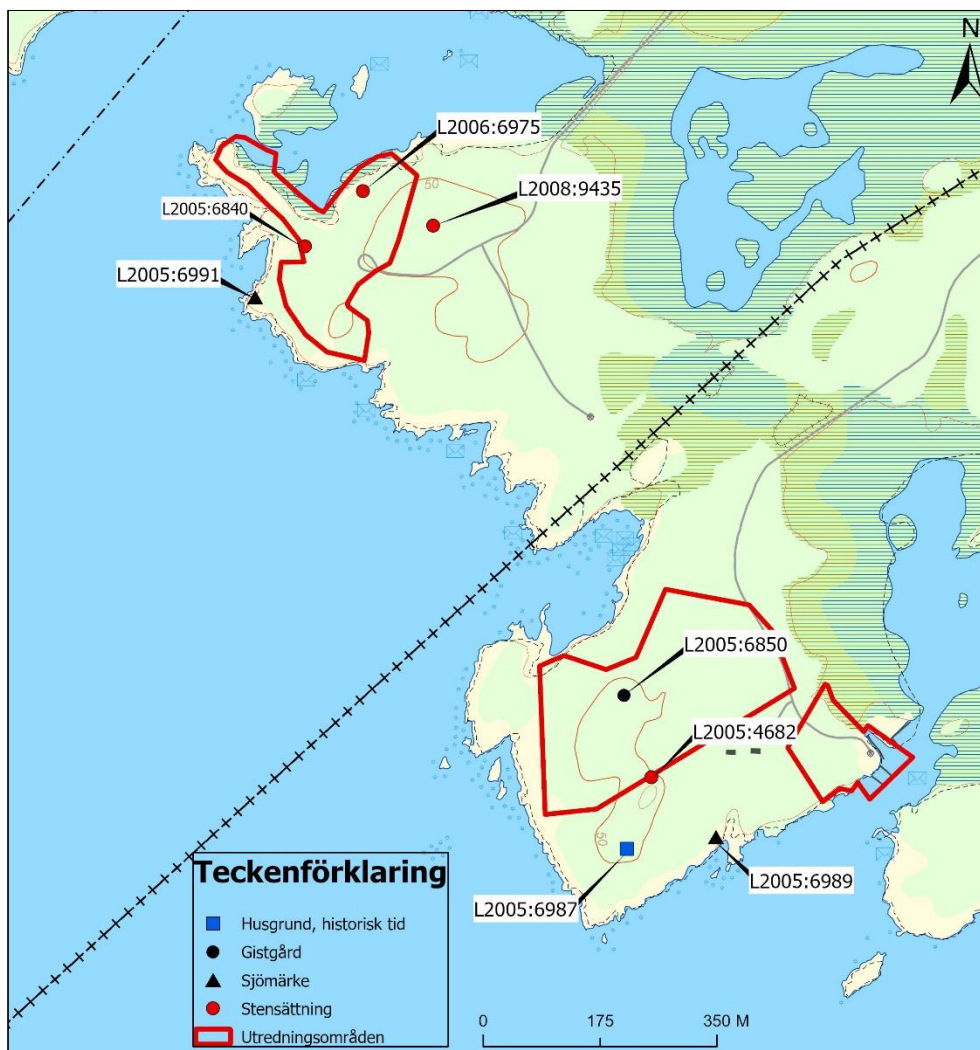 N
L2006:6975
50
L2008:9435
L2005:6840
L2005:6991
L2005:6850
L2005:4682
50
L2005:6989
L2005:6987
Teckenförklaring
Husgrund, historisk tid
Gistgård
Sjömärke
Stensättning
Utredningsområden
0 175 350 M